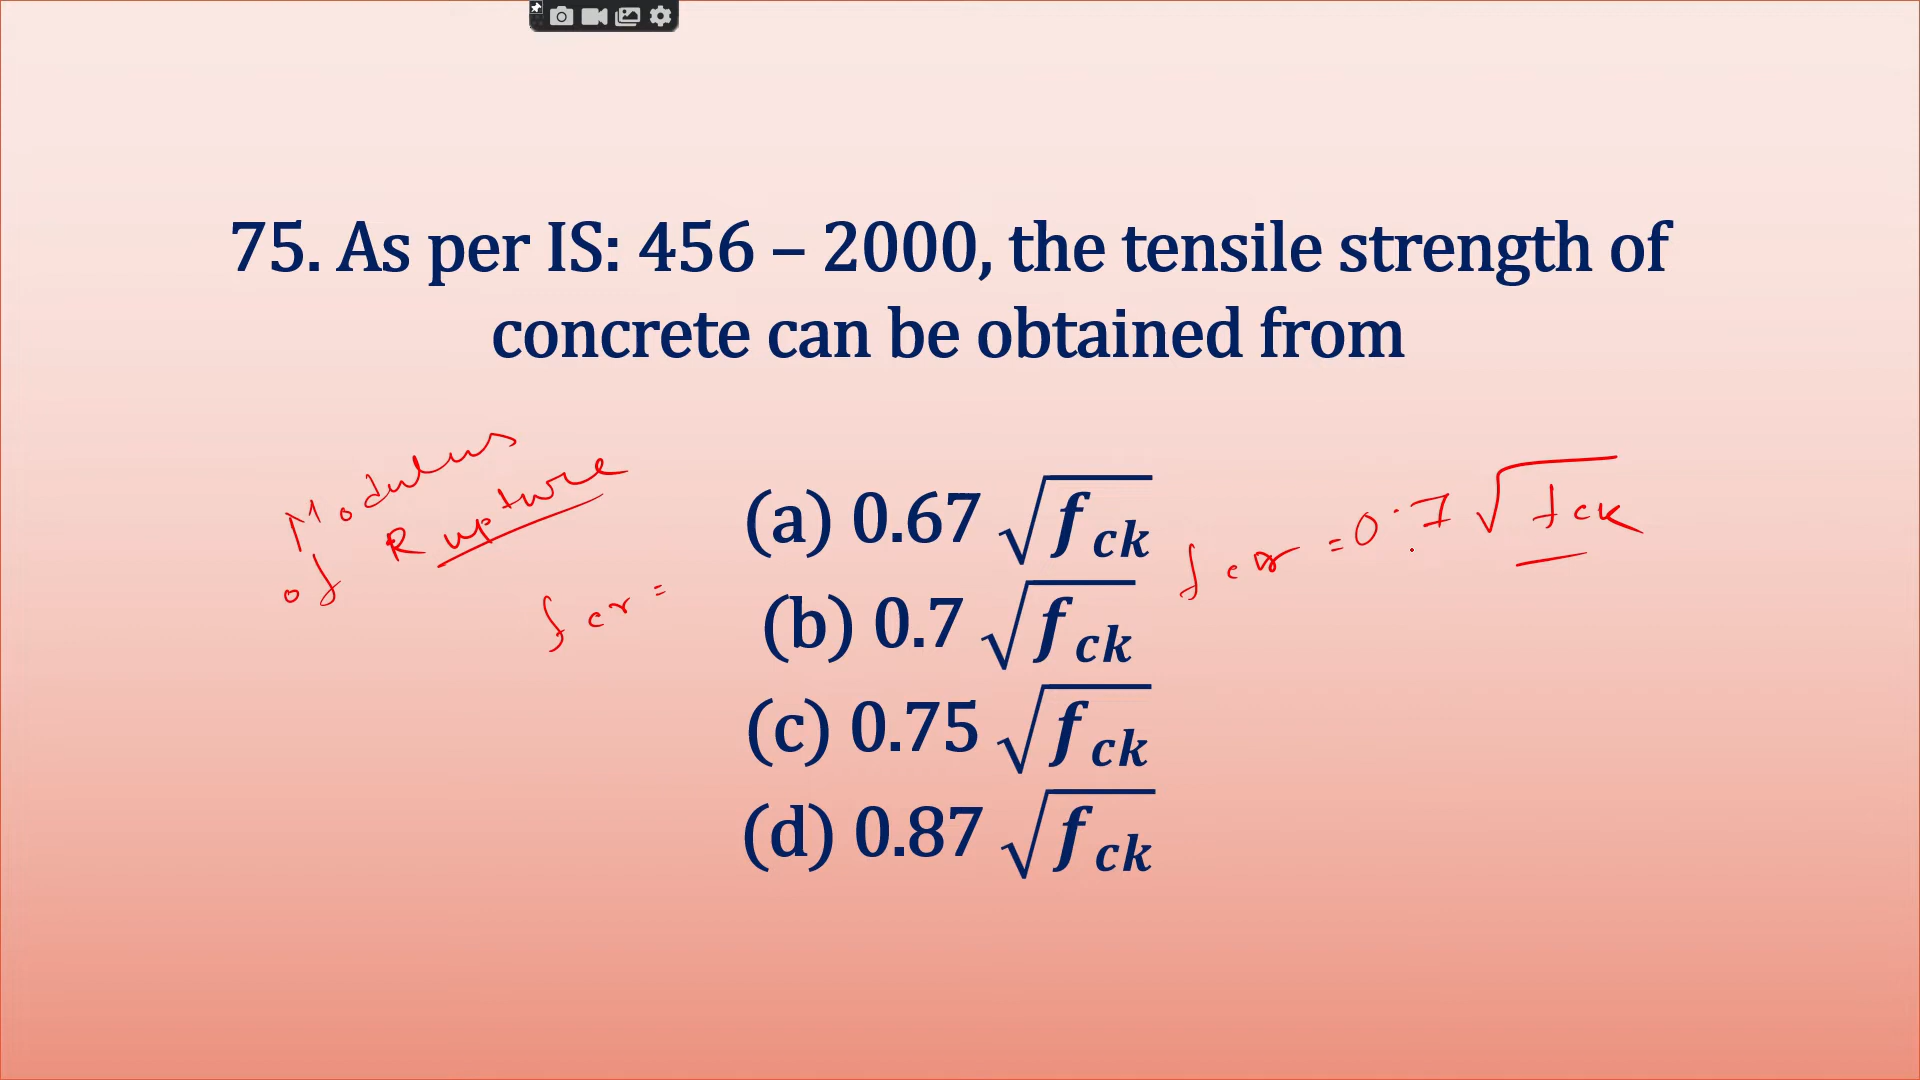 75. As per IS: 456 – 2000, the tensile strength of
concrete can be obtained from
Modulus
of Rupture
fcr =
(a) 0.67 √fck
(b) 0.7 √fck
(c) 0.75 √fck
(d) 0.87 √fck
fcr = 0.7 √fck